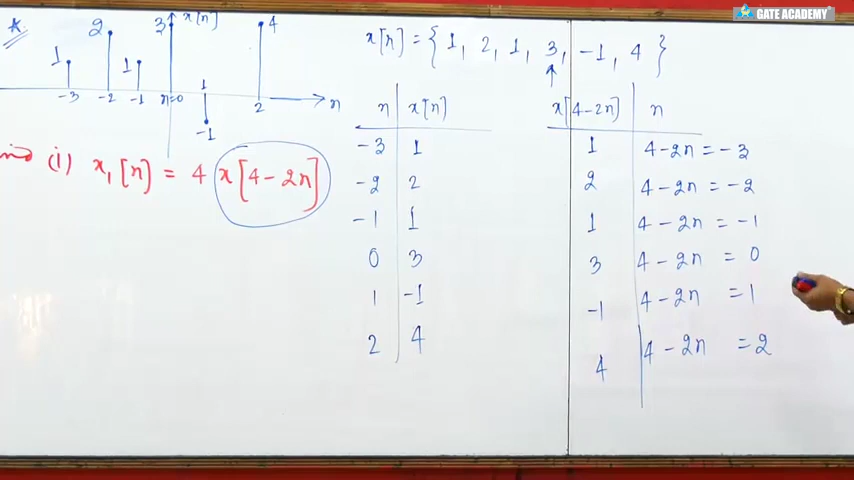 GATE ACADEMY
* 1 2 1 3 x[n] 4
-3 -2 -1 n=0 1 2 n
-1
x[n] = { 1, 2, 1, 3, -1, 4 }
↑
(i) x₁[n] = 4 x[4-2n]
n x[n]
-3 1
-2 2
-1 1
0 3
1 -1
2 4
x[4-2n] n
1 4-2n = -3
2 4-2n = -2
1 4-2n = -1
3 4-2n = 0
-1 4-2n = 1
4 4-2n = 2